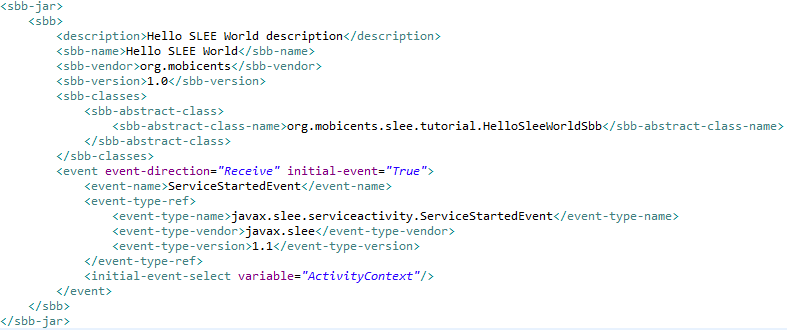 <sbb-jar>
<sbb>
<description>Hello SLEE World description</description>
<sbb-name>Hello SLEE World</sbb-name>
<sbb-vendor>org.mobicents</sbb-vendor>
<sbb-version>1.0</sbb-version>
<sbb-classes>
<sbb-abstract-class>
<sbb-abstract-class-name>org.mobicents.slee.tutorial.HelloSleeWorldSbb</sbb-abstract-class-name>
</sbb-abstract-class>
</sbb-classes>
<event event-direction="Receive" initial-event="True">
<event-name>ServiceStartedEvent</event-name>
<event-type-ref>
<event-type-name>javax.slee.serviceactivity.ServiceStartedEvent</event-type-name>
<event-type-vendor>javax.slee</event-type-vendor>
<event-type-version>1.1</event-type-version>
</event-type-ref>
<initial-event-select variable="ActivityContext"/>
</event>
</sbb>
</sbb-jar>